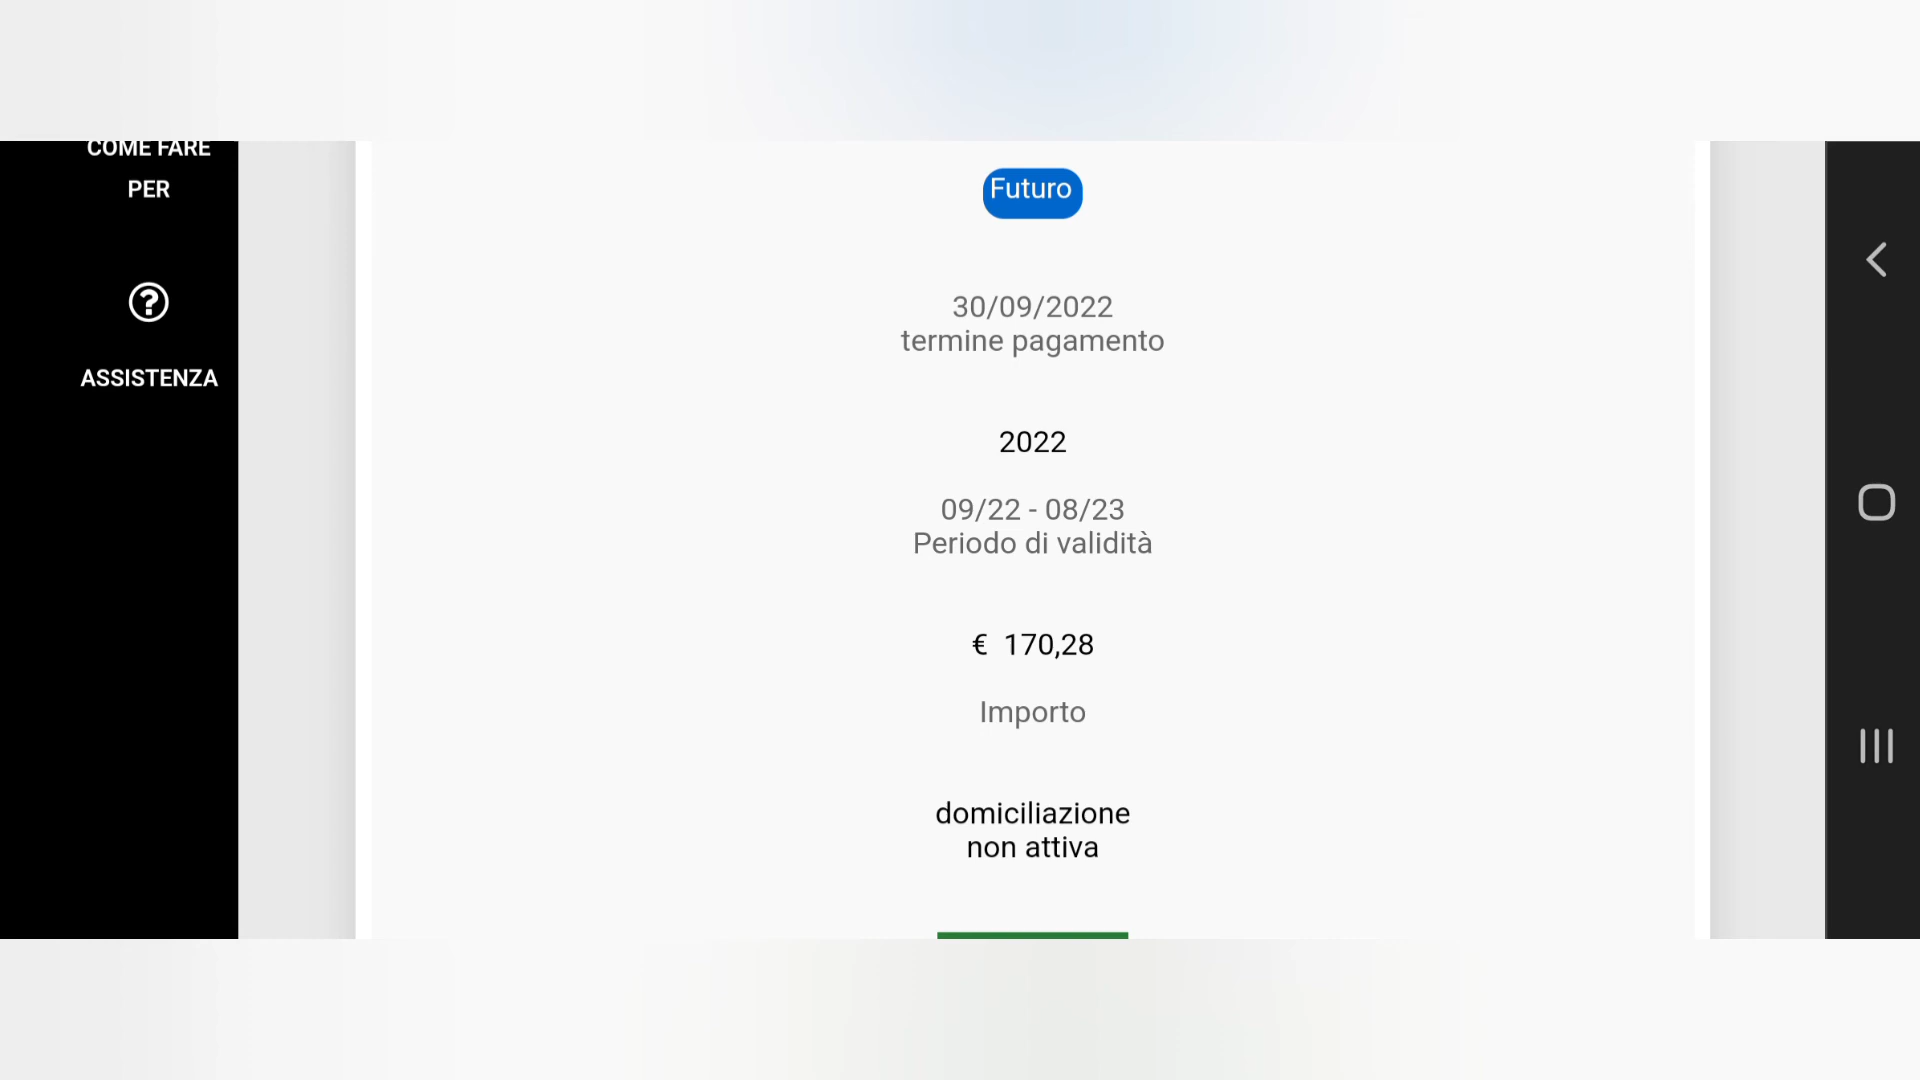 COME FARE
PER
ASSISTENZA
Futuro
30/09/2022
termine pagamento
2022
09/22 - 08/23
Periodo di validità
€ 170,28
Importo
domiciliazione
non attiva